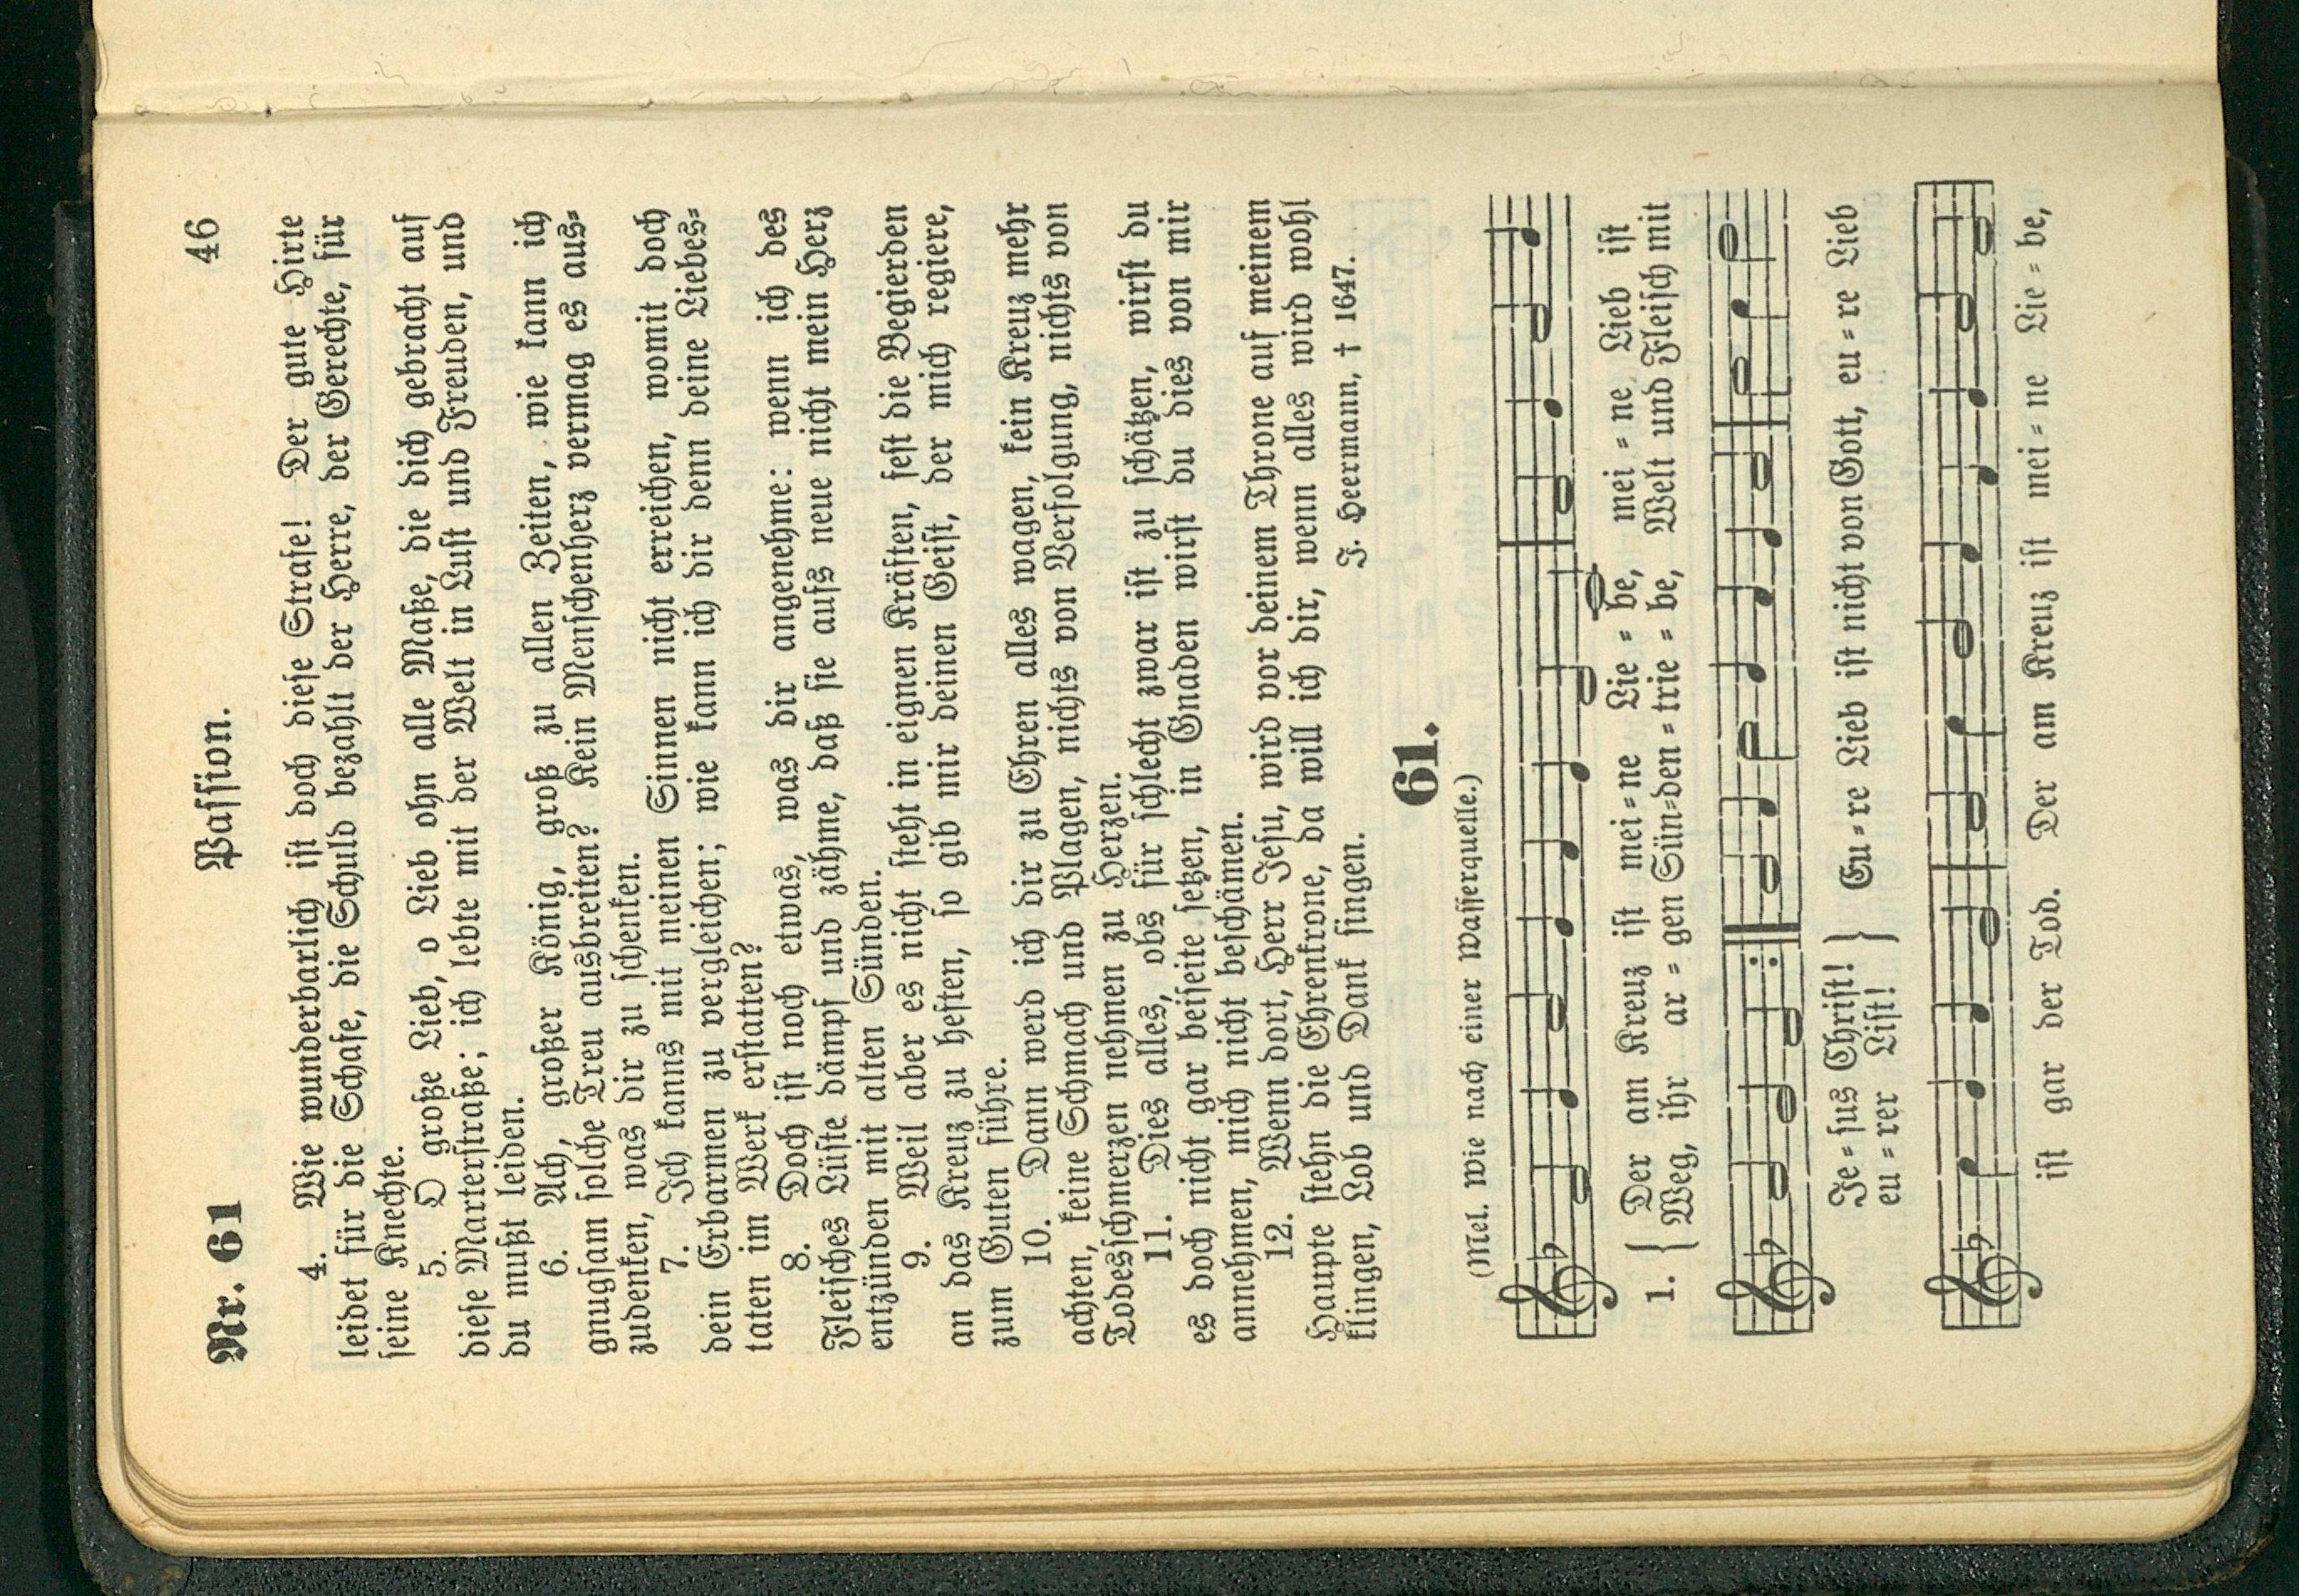 Nr. 61 Passion. 46
4. Wie wunderbarlich ist doch diese Strafe! Der gute Hirte
leidet für die Schafe, die Schuld bezahlt der Herre, der Gerechte, für
seine Knechte.
5. O große Lieb, o Lieb ohn alle Maße, die dich gebracht auf
diese Marterstraße; ich lebte mit der Welt in Lust und Freuden, und
du mußt leiden.
6. Ach, großer König, groß zu allen Zeiten, wie kann ich
gnugsam solche Treu ausbreiten? Kein Menschenherz vermag es aus-
zudenken, was dir zu schenken.
7. Ich kanns mit meinen Sinnen nicht erreichen, womit doch
dein Erbarmen zu vergleichen; wie kann ich dir denn deine Liebes-
taten im Werk erstatten?
8. Doch ist noch etwas, was dir angenehme: wenn ich des
Fleisches Lüste dämpf und zähme, daß sie aufs neue nicht mein Herz
entzünden mit alten Sünden.
9. Weil aber es nicht steht in eignen Kräften, fest die Begierden
an das Kreuz zu heften, so gib mir deinen Geist, der mich regiere,
zum Guten führe.
10. Dann werd ich dir zu Ehren alles wagen, kein Kreuz mehr
achten, keine Schmach und Plagen, nichts von Verfolgung, nichts von
Todesschmerzen nehmen zu Herzen.
11. Dies alles, obs für schlecht zwar ist zu schätzen, wirst du
es doch nicht gar beiseite setzen, in Gnaden wirst du dies von mir
annehmen, mich nicht beschämen.
12. Wenn dort, Herr Jesu, wird vor deinem Throne auf meinem
Haupte stehn die Ehrenkrone, da will ich dir, wenn alles wird wohl
klingen, Lob und Dank singen.
J. Heermann, † 1647.
61.
(Mel. wie nach einer Wasserquelle.)
1. { Der am Kreuz ist mei-ne Lie-be, mei-ne Lieb ist
Weg, ihr ar-gen Sün-den-trie-be, Welt und Fleisch mit
Je-sus Christ! } Eu-re Lieb ist nicht von Gott, eu-re Lieb
eu-rer List!
ist gar der Tod. Der am Kreuz ist mei-ne Lie-be,